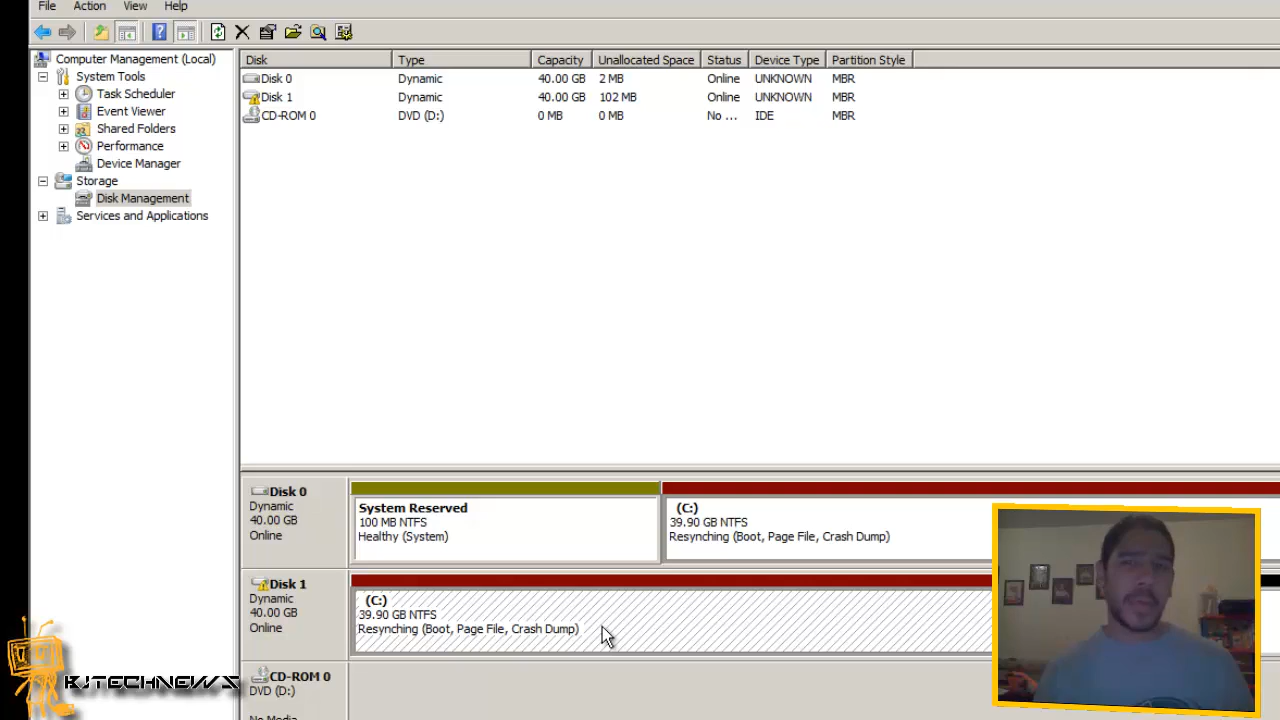 File Action View Help
Computer Management (Local)
System Tools
Task Scheduler
Event Viewer
Shared Folders
Performance
Device Manager
Storage
Disk Management
Services and Applications
Disk Type Capacity Unallocated Space Status Device Type Partition Style
Disk 0 Dynamic 40.00 GB 2 MB Online UNKNOWN MBR
Disk 1 Dynamic 40.00 GB 102 MB Online UNKNOWN MBR
CD-ROM 0 DVD (D:) 0 MB 0 MB No ... IDE MBR
Disk 0
Dynamic
40.00 GB
Online
System Reserved
100 MB NTFS
Healthy (System)
(C:)
39.90 GB NTFS
Resynching (Boot, Page File, Crash Dump)
Disk 1
Dynamic
40.00 GB
Online
(C:)
39.90 GB NTFS
Resynching (Boot, Page File, Crash Dump)
CD-ROM 0
DVD (D:)
No Media
BJTECHNEWS